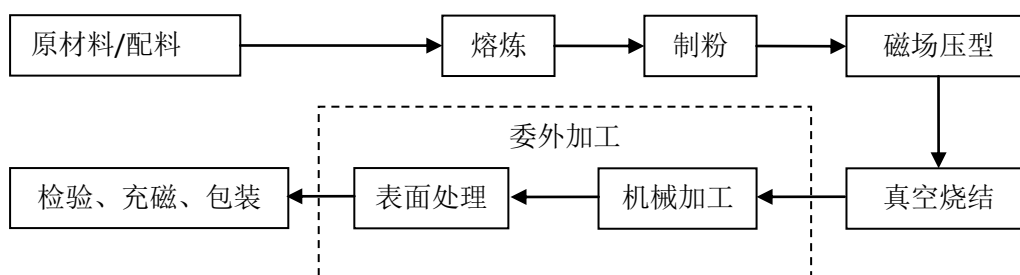 原材料/配料
熔炼
制粉
磁场压型
委外加工
检验、充磁、包装
表面处理
机械加工
真空烧结